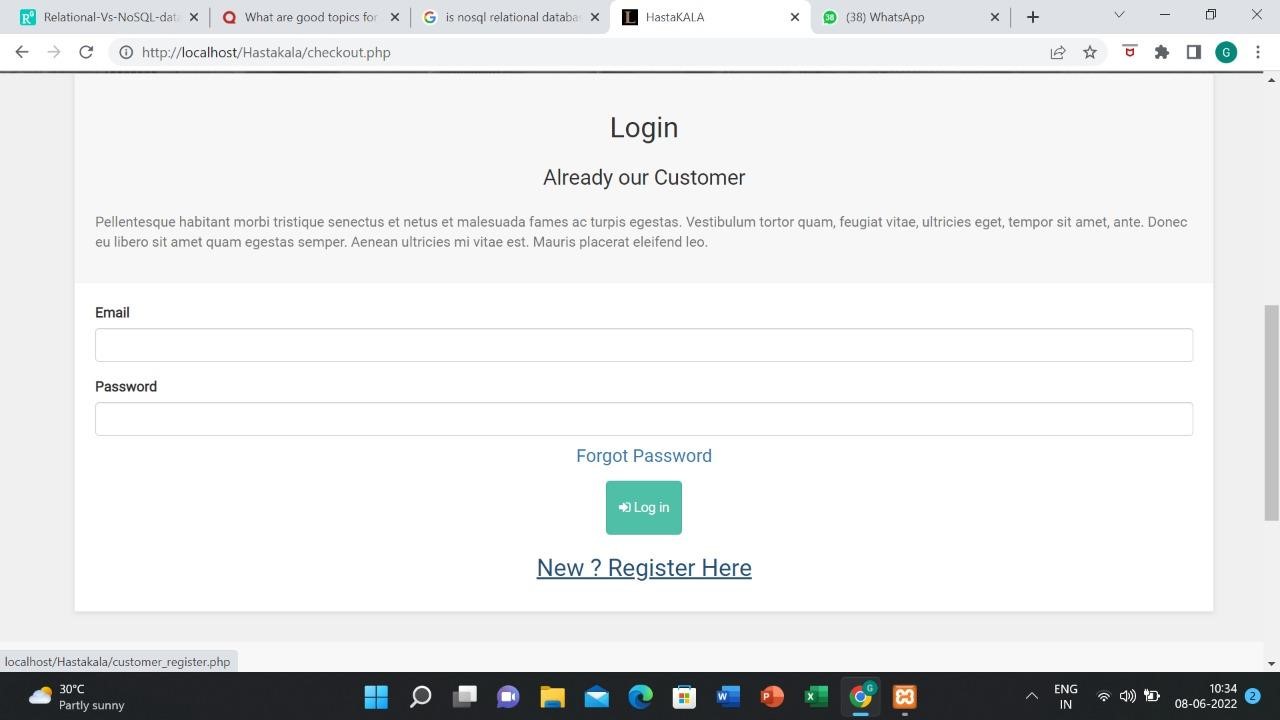 Relational-Vs-NoSQL-data
What are good topics for
is nosql relational databas
HastaKALA
(38) WhatsApp
http://localhost/Hastakala/checkout.php
G
Login
Already our Customer
Pellentesque habitant morbi tristique senectus et netus et malesuada fames ac turpis egestas. Vestibulum tortor quam, feugiat vitae, ultricies eget, tempor sit amet, ante. Donec
eu libero sit amet quam egestas semper. Aenean ultricies mi vitae est. Mauris placerat eleifend leo.
Email
Password
Forgot Password
Log in
New ? Register Here
localhost/Hastakala/customer_register.php
30°C
Partly sunny
ENG
IN
10:34
08-06-2022
2